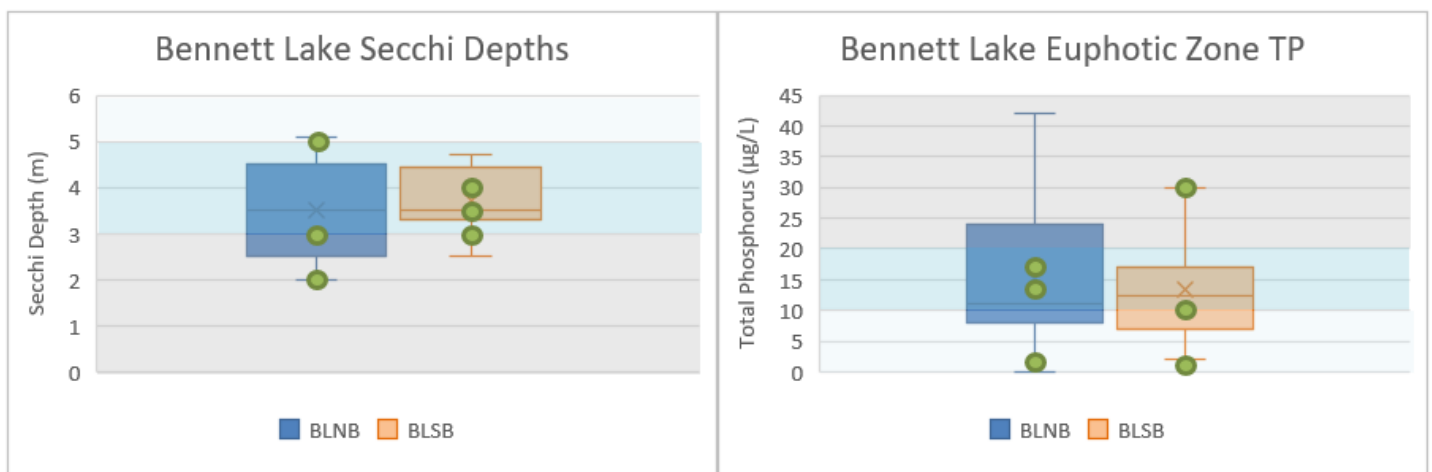 Bennett Lake Secchi Depths
Secchi Depth (m)
6
5
4
3
2
1
0
BLNB BLSB
Bennett Lake Euphotic Zone TP
Total Phosphorus (µg/L)
45
40
35
30
25
20
15
10
5
0
BLNB BLSB